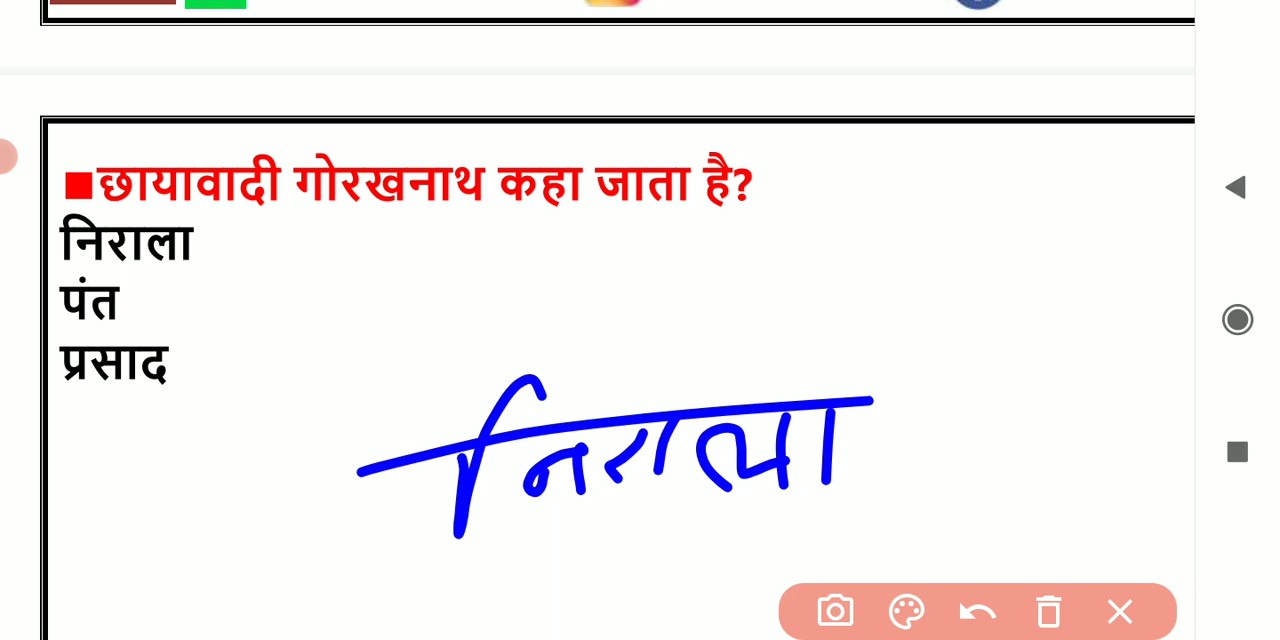 ■छायावादी गोरखनाथ कहा जाता है?
निराला
पंत
प्रसाद
निराला